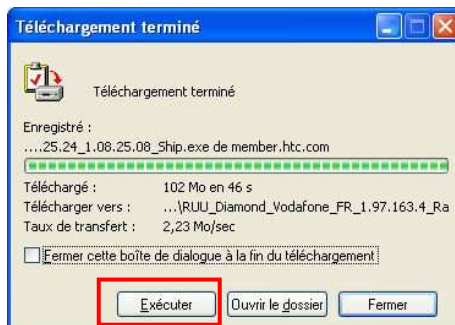 Téléchargement terminé
Téléchargement terminé
Enregistré :
....25.24_1.08.25.08_Ship.exe de member.htc.com
Téléchargé : 102 Mo en 46 s
Télécharger vers : ...\RUU_Diamond_Vodafone_FR_1.97.163.4_Ra
Taux de transfert : 2,23 Mo/sec
Fermer cette boîte de dialogue à la fin du téléchargement
Exécuter Ouvrir le dossier Fermer